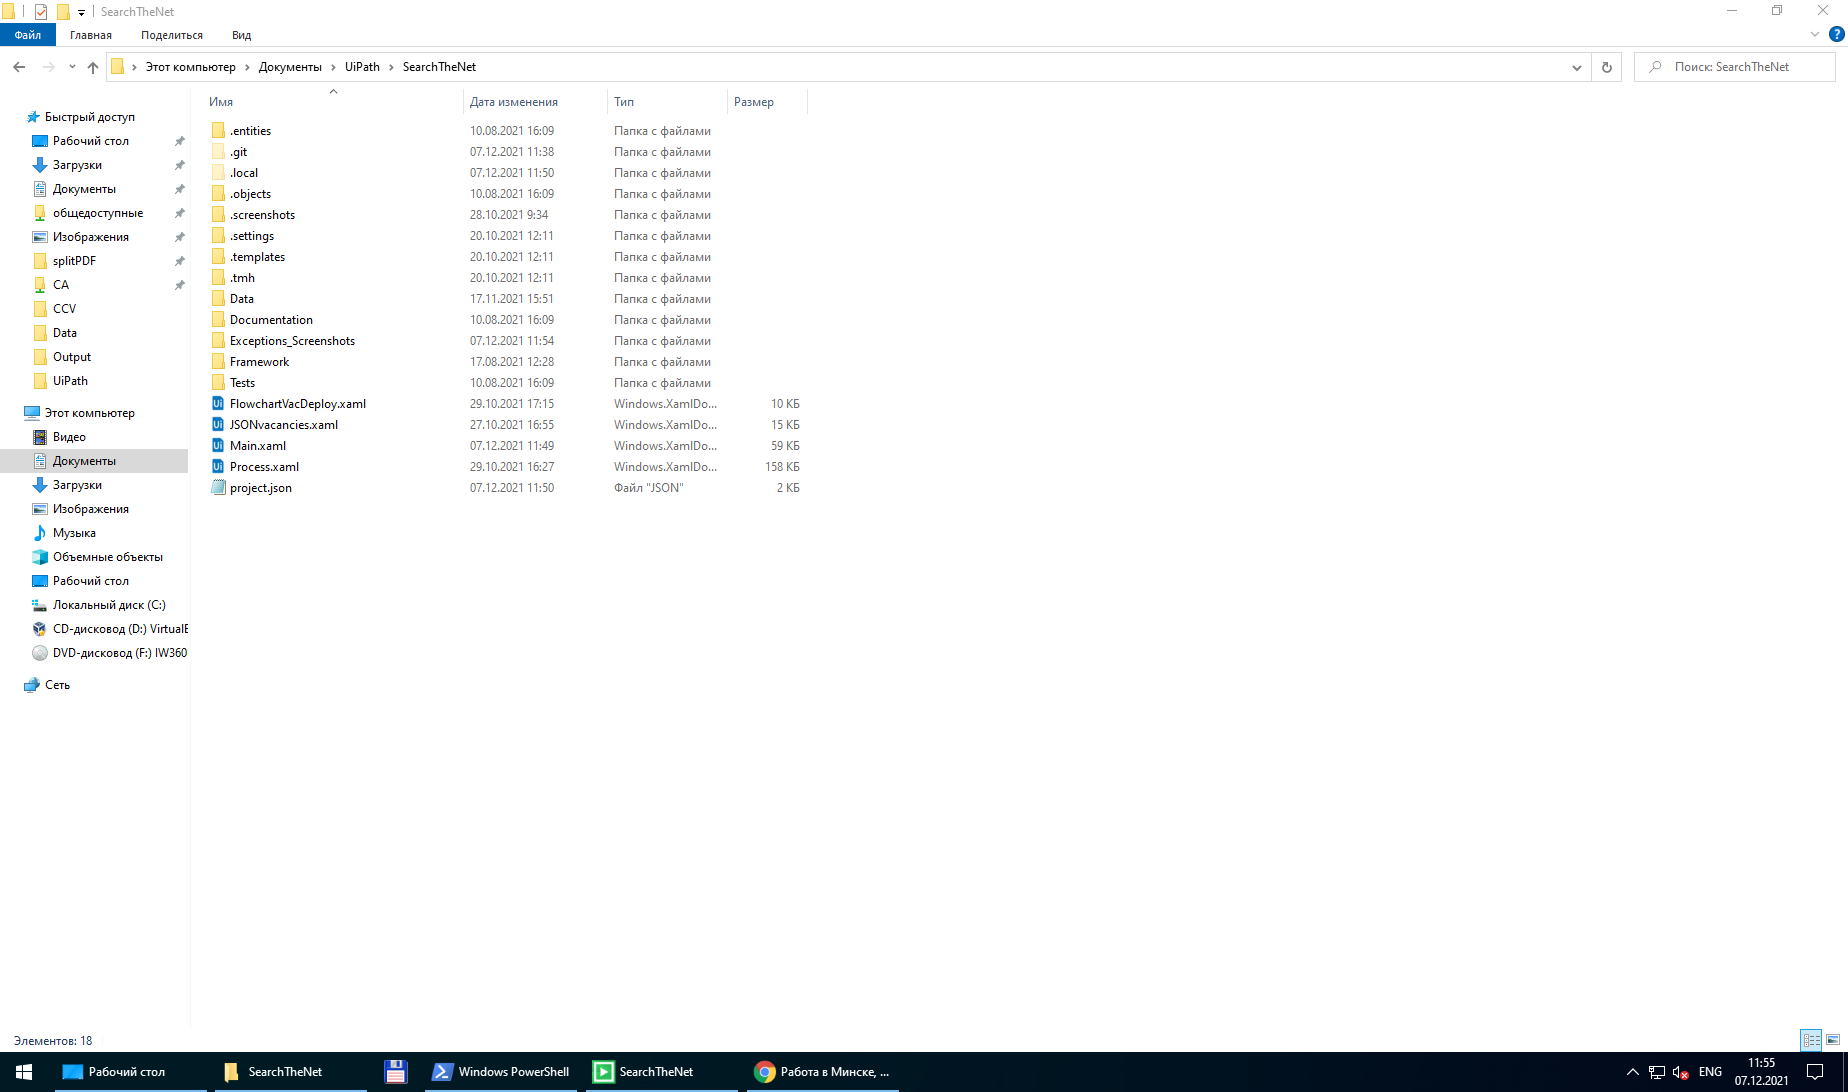 SearchTheNet
Файл Главная Поделиться Вид
Этот компьютер Документы UiPath SearchTheNet Поиск: SearchTheNet
Имя Дата изменения Тип Размер
Быстрый доступ
Рабочий стол
Загрузки
Документы
общедоступные
Изображения
splitPDF
CA
CCV
Data
Output
UiPath
Этот компьютер
Видео
Документы
Загрузки
Изображения
Музыка
Объемные объекты
Рабочий стол
Локальный диск (C:)
CD-дисковод (D:) VirtualB
DVD-дисковод (F:) IW360
Сеть
.entities 10.08.2021 16:09 Папка с файлами
.git 07.12.2021 11:38 Папка с файлами
.local 07.12.2021 11:50 Папка с файлами
.objects 10.08.2021 16:09 Папка с файлами
.screenshots 28.10.2021 9:34 Папка с файлами
.settings 20.10.2021 12:11 Папка с файлами
.templates 20.10.2021 12:11 Папка с файлами
.tmh 20.10.2021 12:11 Папка с файлами
Data 17.11.2021 15:51 Папка с файлами
Documentation 10.08.2021 16:09 Папка с файлами
Exceptions_Screenshots 07.12.2021 11:54 Папка с файлами
Framework 17.08.2021 12:28 Папка с файлами
Tests 10.08.2021 16:09 Папка с файлами
FlowchartVacDeploy.xaml 29.10.2021 17:15 Windows.XamlDo... 10 КБ
JSONvacancies.xaml 27.10.2021 16:55 Windows.XamlDo... 15 КБ
Main.xaml 07.12.2021 11:49 Windows.XamlDo... 59 КБ
Process.xaml 29.10.2021 16:27 Windows.XamlDo... 158 КБ
project.json 07.12.2021 11:50 Файл "JSON" 2 КБ
Элементов: 18
Рабочий стол SearchTheNet Windows PowerShell SearchTheNet Работа в Минске, ... ENG 11:55
07.12.2021